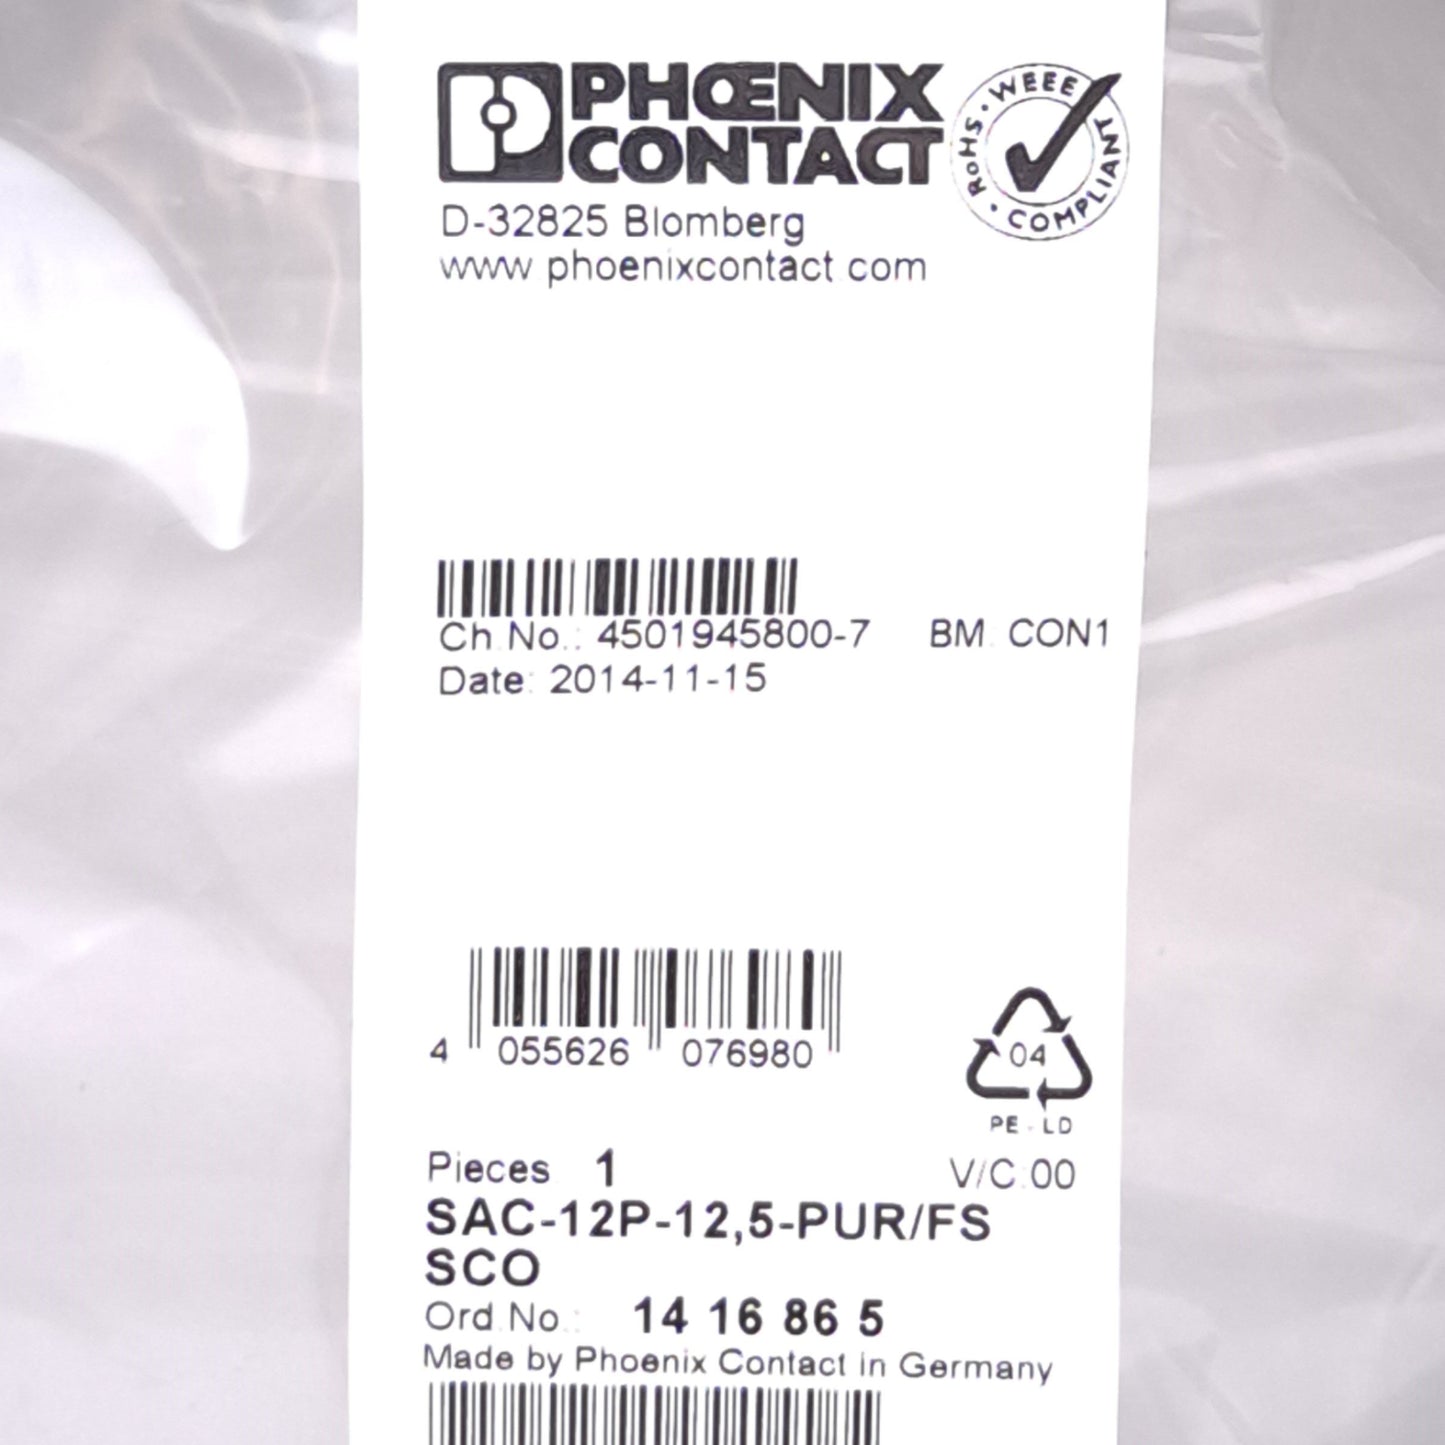 PHŒNIX
CONTACT
WEEE · RoHS · COMPLIANT
D-32825 Blomberg
www.phoenixcontact.com
Ch.No.: 4501945800-7 BM: CON1
Date: 2014-11-15
4 055626 076980
04
PE-LD
Pieces 1 V/C:00
SAC-12P-12,5-PUR/FS
SCO
Ord.No.: 14 16 86 5
Made by Phoenix Contact in Germany